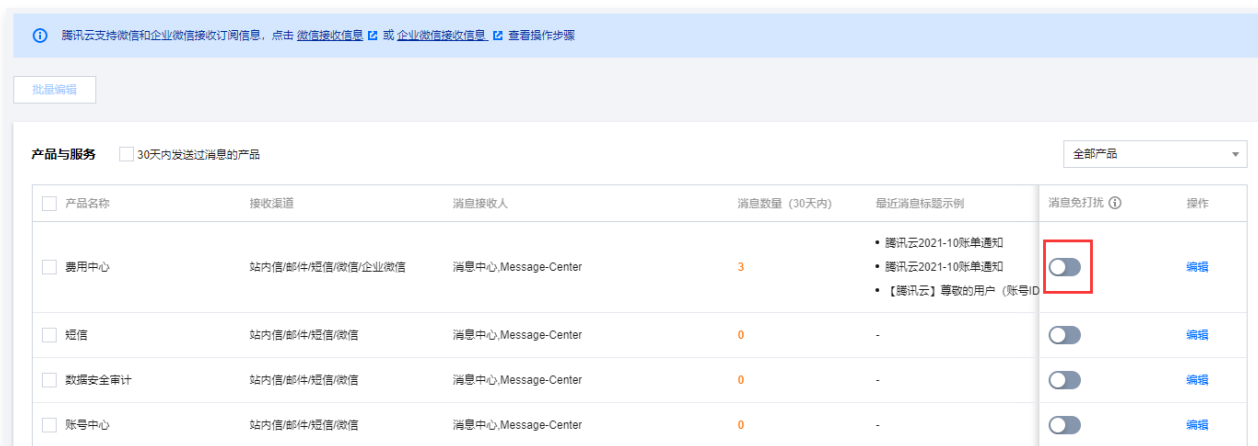 腾讯云支持微信和企业微信接收订阅信息，点击 微信接收信息 或 企业微信接收信息 查看操作步骤
批量编辑
产品与服务 30天内发送过消息的产品 全部产品
产品名称 接收渠道 消息接收人 消息数量（30天内） 最近消息标题示例 消息免打扰 操作
• 腾讯云2021-10账单通知
费用中心 站内信/邮件/短信/微信/企业微信 消息中心,Message-Center 3 • 腾讯云2021-10账单通知 编辑
• 【腾讯云】尊敬的用户（账号ID
短信 站内信/邮件/短信/微信 消息中心,Message-Center 0 - 编辑
数据安全审计 站内信/邮件/短信/微信 消息中心,Message-Center 0 - 编辑
账号中心 站内信/邮件/短信/微信 消息中心,Message-Center 0 - 编辑